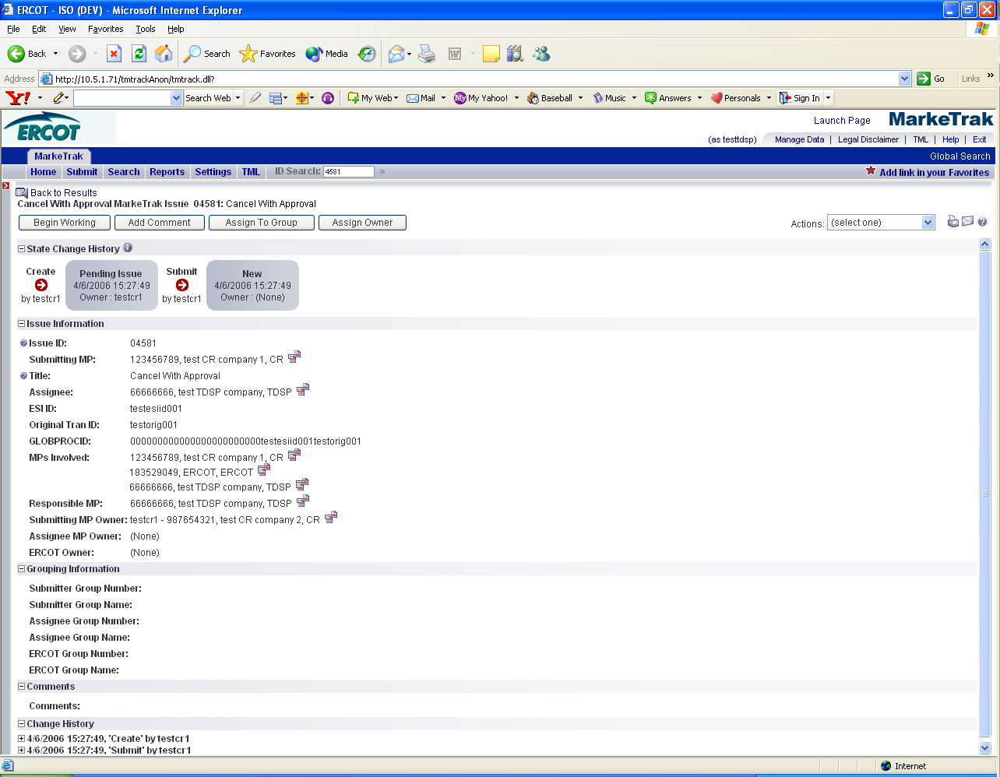 ERCOT - ISO (DEV) - Microsoft Internet Explorer
File Edit View Favorites Tools Help
Back Search Favorites Media
Address http://10.5.1.71/tmtrackAnon/tmtrack.dll? Go Links »
Y! Search Web My Web Mail My Yahoo! Baseball Music Answers Personals Sign In
ERCOT Launch Page MarkeTrak
(as testtdsp) Manage Data | Legal Disclaimer | TML | Help | Exit
MarkeTrak Global Search
Home Submit Search Reports Settings TML ID Search: 4581 » Add link in your Favorites
Back to Results
Cancel With Approval MarkeTrak Issue 04581: Cancel With Approval
Begin Working Add Comment Assign To Group Assign Owner Actions: (select one)
State Change History
Create Pending Issue Submit New
4/6/2006 15:27:49 4/6/2006 15:27:49
by testcr1 Owner : testcr1 by testcr1 Owner : (None)
Issue Information
Issue ID: 04581
Submitting MP: 123456789, test CR company 1, CR
Title: Cancel With Approval
Assignee: 66666666, test TDSP company, TDSP
ESI ID: testesiid001
Original Tran ID: testorig001
GLOBPROCID: 000000000000000000000000testesiid001testorig001
MPs Involved: 123456789, test CR company 1, CR
183529049, ERCOT, ERCOT
66666666, test TDSP company, TDSP
Responsible MP: 66666666, test TDSP company, TDSP
Submitting MP Owner: testcr1 - 987654321, test CR company 2, CR
Assignee MP Owner: (None)
ERCOT Owner: (None)
Grouping Information
Submitter Group Number:
Submitter Group Name:
Assignee Group Number:
Assignee Group Name:
ERCOT Group Number:
ERCOT Group Name:
Comments
Comments:
Change History
4/6/2006 15:27:49, 'Create' by testcr1
4/6/2006 15:27:49, 'Submit' by testcr1
Internet